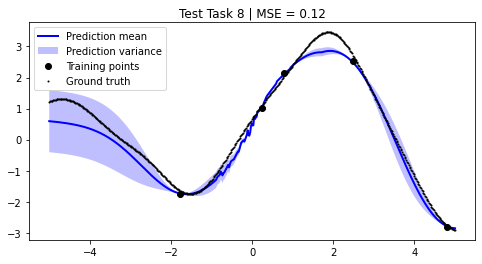 Test Task 8 | MSE = 0.12
Prediction mean
Prediction variance
Training points
Ground truth
3
2
1
0
−1
−2
−3
−4
−2
0
2
4